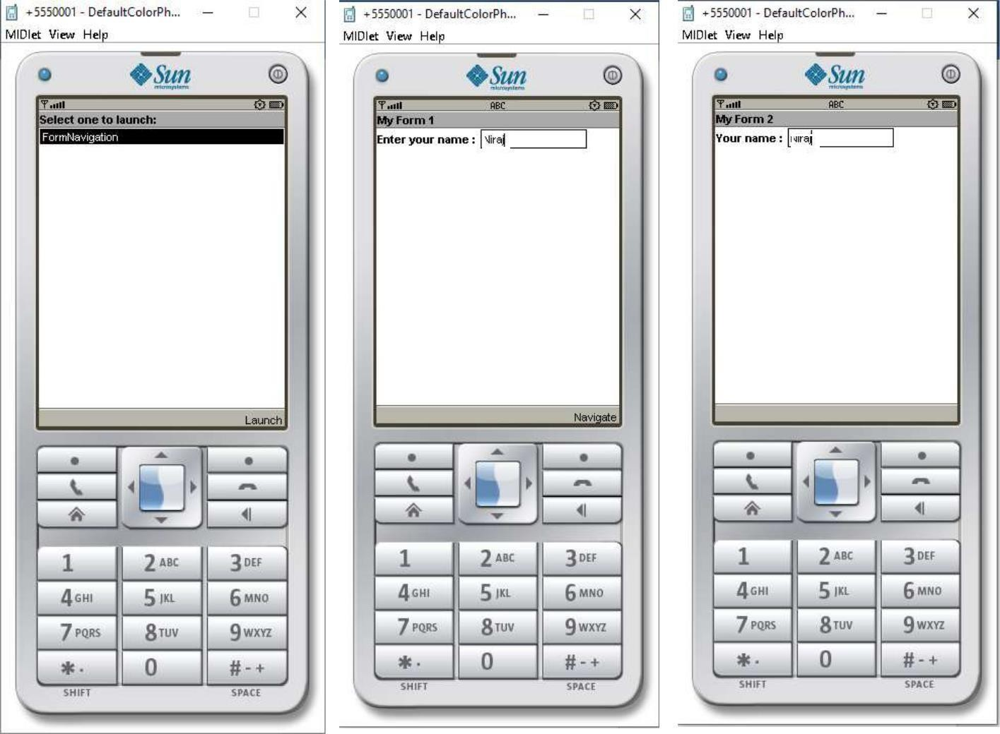 +5550001 - DefaultColorPh...
MIDlet View Help
Sun
microsystems
Select one to launch:
FormNavigation
Launch
1
2 ABC
3 DEF
4 GHI
5 JKL
6 MNO
7 PQRS
8 TUV
9 WXYZ
* .
0
# - +
SHIFT
SPACE
+5550001 - DefaultColorPh...
MIDlet View Help
Sun
microsystems
ABC
My Form 1
Enter your name : Niraj
Navigate
1
2 ABC
3 DEF
4 GHI
5 JKL
6 MNO
7 PQRS
8 TUV
9 WXYZ
* .
0
# - +
SHIFT
SPACE
+5550001 - DefaultColorPh...
MIDlet View Help
Sun
microsystems
ABC
My Form 2
Your name : Niraj
1
2 ABC
3 DEF
4 GHI
5 JKL
6 MNO
7 PQRS
8 TUV
9 WXYZ
* .
0
# - +
SHIFT
SPACE